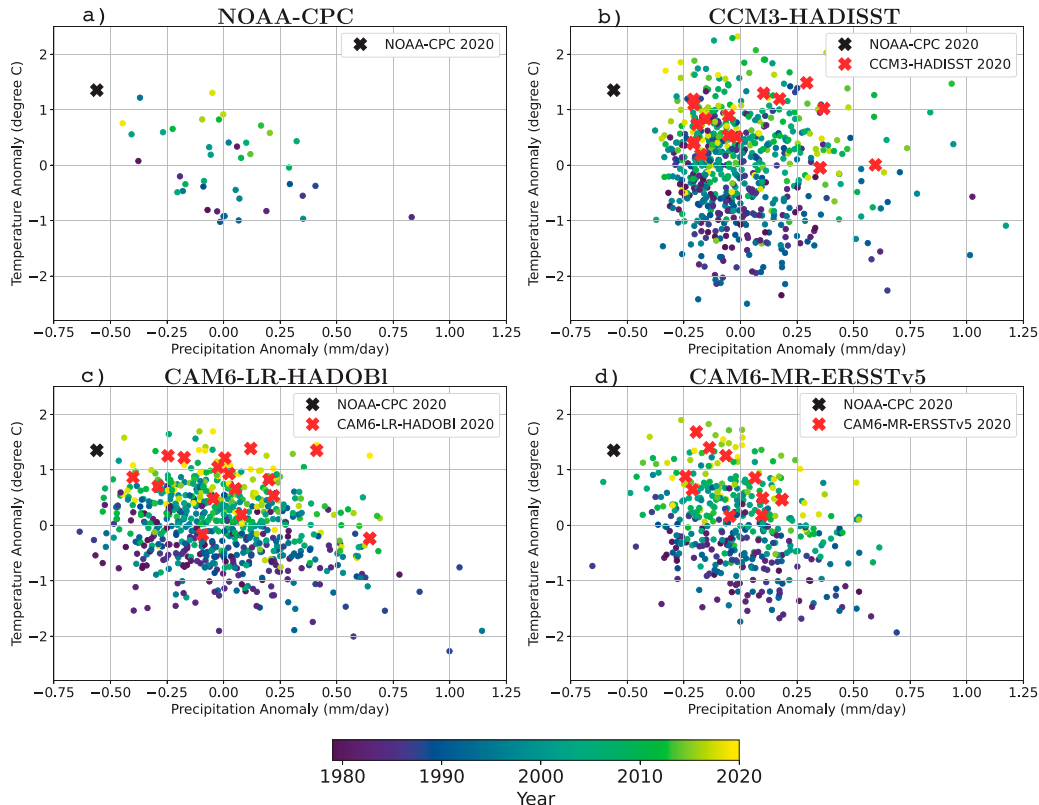 a) NOAA-CPC
NOAA-CPC 2020
Temperature Anomaly (degree C)
2
1
0
−1
−2
−0.75 −0.50 −0.25 0.00 0.25 0.50 0.75 1.00 1.25
Precipitation Anomaly (mm/day)
b) CCM3-HADISST
NOAA-CPC 2020
CCM3-HADISST 2020
Temperature Anomaly (degree C)
2
1
0
−1
−2
−0.75 −0.50 −0.25 0.00 0.25 0.50 0.75 1.00 1.25
Precipitation Anomaly (mm/day)
c) CAM6-LR-HADOBl
NOAA-CPC 2020
CAM6-LR-HADOBl 2020
Temperature Anomaly (degree C)
2
1
0
−1
−2
−0.75 −0.50 −0.25 0.00 0.25 0.50 0.75 1.00 1.25
Precipitation Anomaly (mm/day)
d) CAM6-MR-ERSSTv5
NOAA-CPC 2020
CAM6-MR-ERSSTv5 2020
Temperature Anomaly (degree C)
2
1
0
−1
−2
−0.75 −0.50 −0.25 0.00 0.25 0.50 0.75 1.00 1.25
Precipitation Anomaly (mm/day)
1980 1990 2000 2010 2020
Year